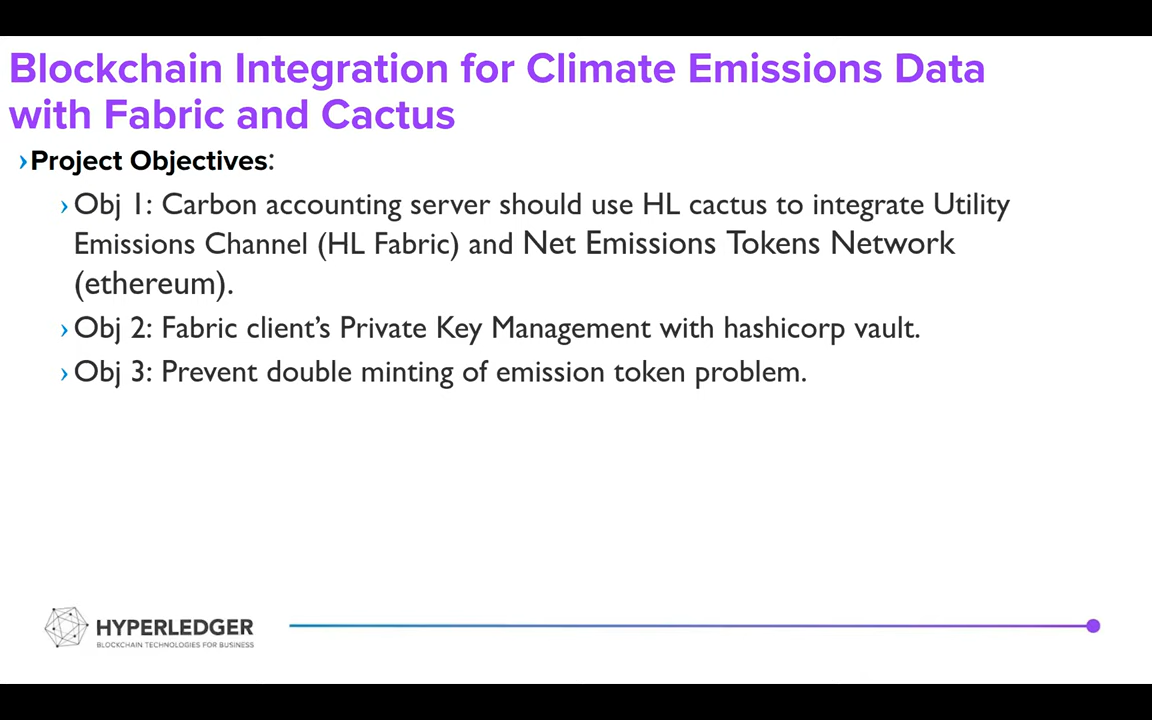 Blockchain Integration for Climate Emissions Data
with Fabric and Cactus
›Project Objectives:
›Obj 1: Carbon accounting server should use HL cactus to integrate Utility
Emissions Channel (HL Fabric) and Net Emissions Tokens Network
(ethereum).
›Obj 2: Fabric client’s Private Key Management with hashicorp vault.
›Obj 3: Prevent double minting of emission token problem.
HYPERLEDGER
BLOCKCHAIN TECHNOLOGIES FOR BUSINESS